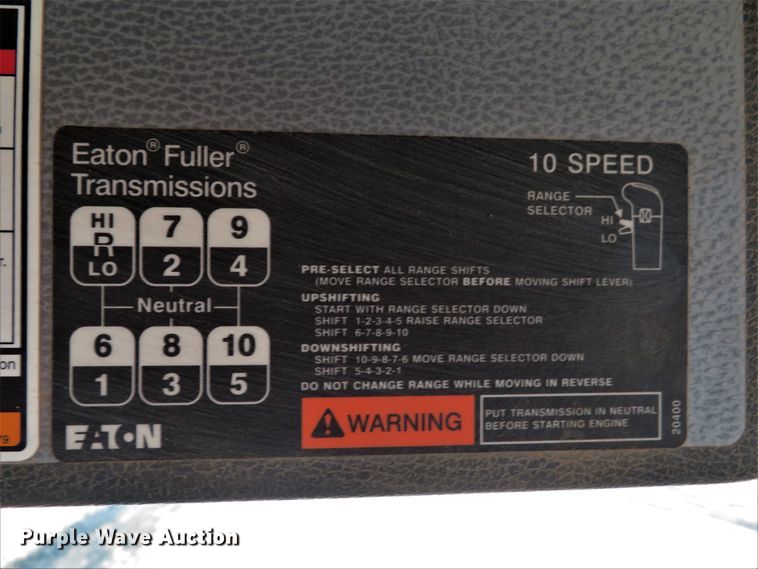 Eaton® Fuller®
Transmissions
10 SPEED
RANGE
SELECTOR
HI
LO
HI
R
LO
7
2
9
4
Neutral
6
1
8
3
10
5
PRE-SELECT ALL RANGE SHIFTS
(MOVE RANGE SELECTOR BEFORE MOVING SHIFT LEVER)
UPSHIFTING
START WITH RANGE SELECTOR DOWN
SHIFT 1-2-3-4-5 RAISE RANGE SELECTOR
SHIFT 6-7-8-9-10
DOWNSHIFTING
SHIFT 10-9-8-7-6 MOVE RANGE SELECTOR DOWN
SHIFT 5-4-3-2-1
DO NOT CHANGE RANGE WHILE MOVING IN REVERSE
WARNING
PUT TRANSMISSION IN NEUTRAL
BEFORE STARTING ENGINE
20400
EATON
on
79
Purple Wave Auction